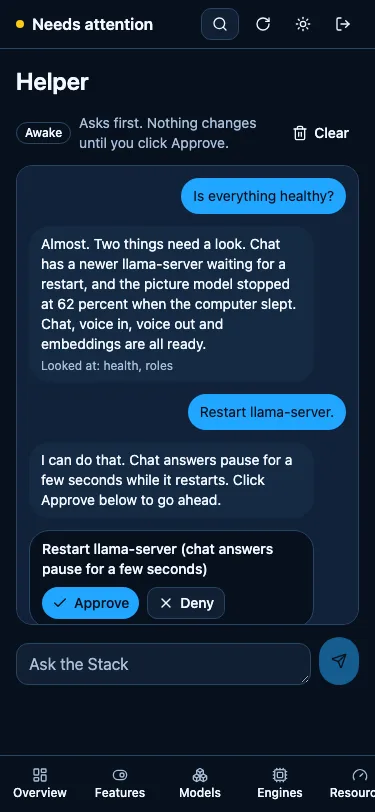 Needs attention
Helper
Awake
Asks first. Nothing changes
until you click Approve.
Clear
Is everything healthy?
Almost. Two things need a look. Chat
has a newer llama-server waiting for a
restart, and the picture model stopped
at 62 percent when the computer slept.
Chat, voice in, voice out and
embeddings are all ready.
Looked at: health, roles
Restart llama-server.
I can do that. Chat answers pause for a
few seconds while it restarts. Click
Approve below to go ahead.
Restart llama-server (chat answers
pause for a few seconds)
Approve
Deny
Ask the Stack
Overview
Features
Models
Engines
Resourc